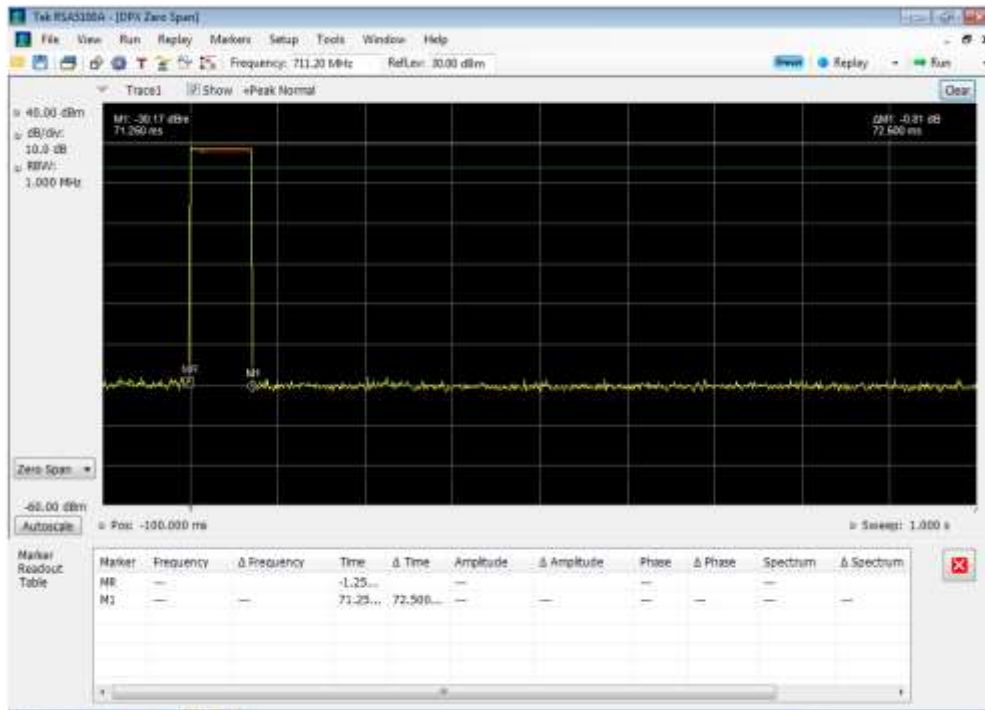 Tek RSA5100A - [DPX Zero Span]
File View Run Replay Markers Setup Tools Window Help
Frequency: 711.20 MHz RefLev: 30.00 dBm Preset Replay Run
Trace1 Show +Peak Normal Clear
40.00 dBm
dB/div:
10.0 dB
RBW:
1.000 MHz
M1: -30.17 dBm
71.250 ms
ΔM1: -0.81 dB
72.500 ms
MR
M1
Zero Span
-60.00 dBm
Autoscale Pos: -100.000 ms Sweep: 1.000 s
Marker
Readout
Table
Marker Frequency Δ Frequency Time Δ Time Amplitude Δ Amplitude Phase Δ Phase Spectrum Δ Spectrum
MR --- -1.25... --- --- ---
M1 --- --- 71.25... 72.500... --- --- --- --- --- ---